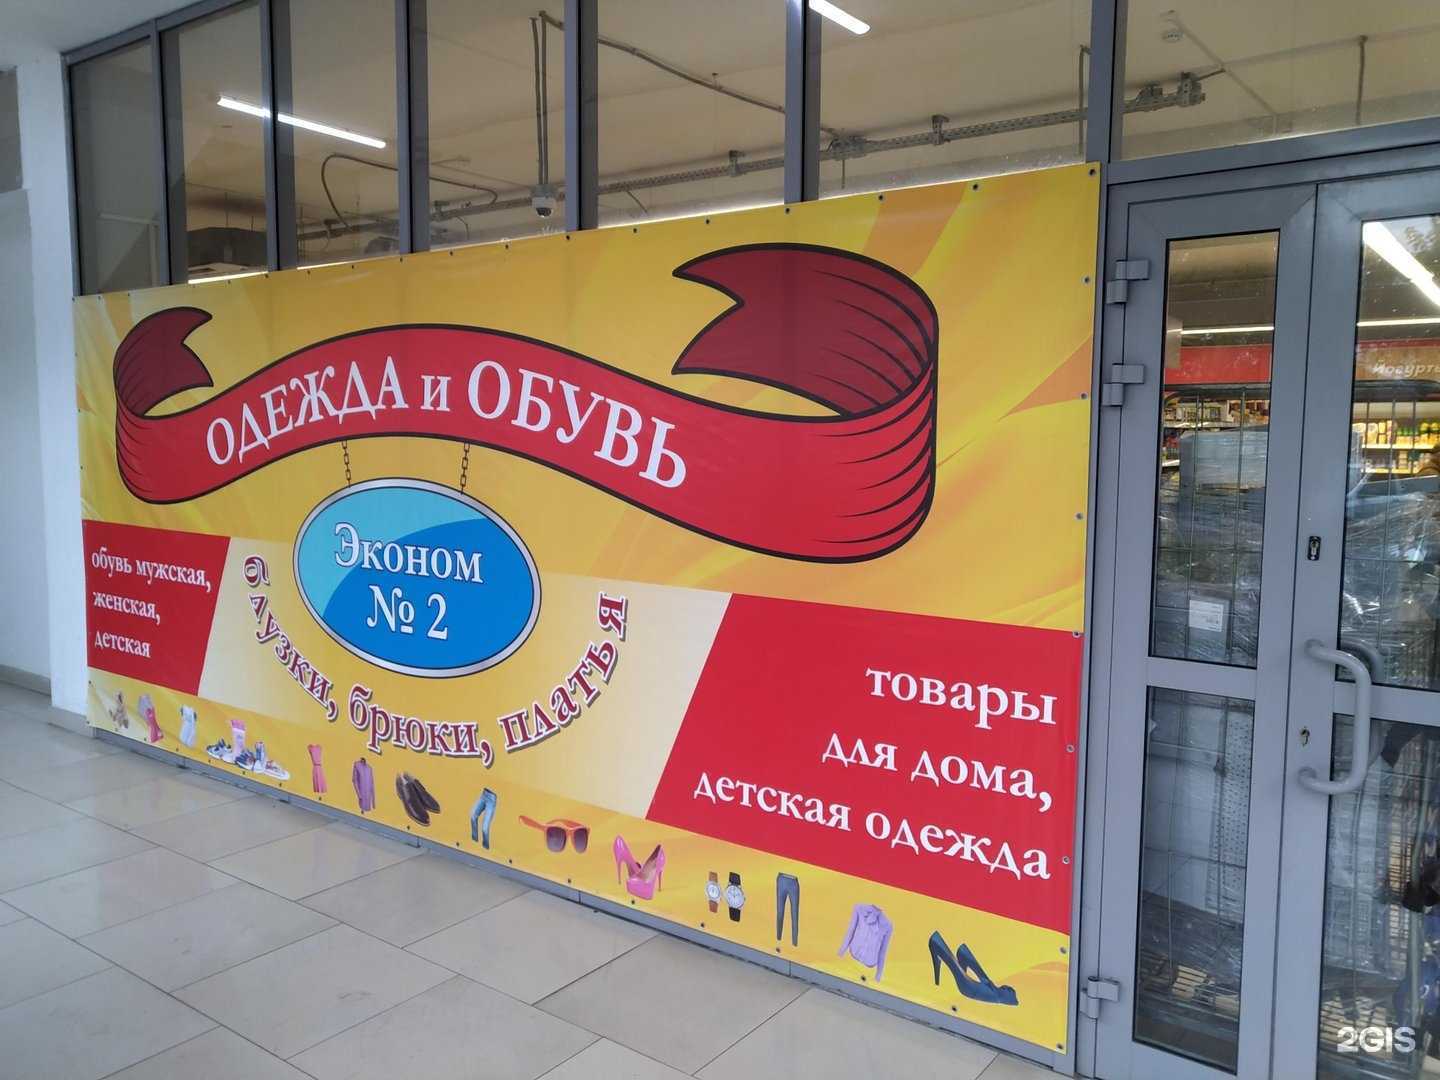 ОДЕЖДА и ОБУВЬ
Эконом
№ 2
обувь мужская,
женская,
детская
блузки, брюки, платья
товары
для дома,
детская одежда
2GIS